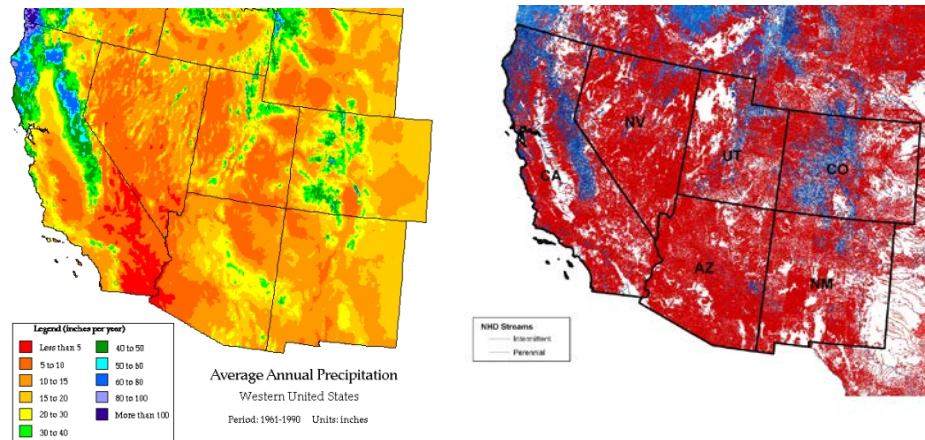 Legend (inches per year)
Less than 5
5 to 10
10 to 15
15 to 20
20 to 30
30 to 40
40 to 50
50 to 60
60 to 80
80 to 100
More than 100
Average Annual Precipitation
Western United States
Period: 1961-1990 Units: inches
NV
UT
CO
CA
AZ
NM
NHD Streams
Intermittent
Perennial